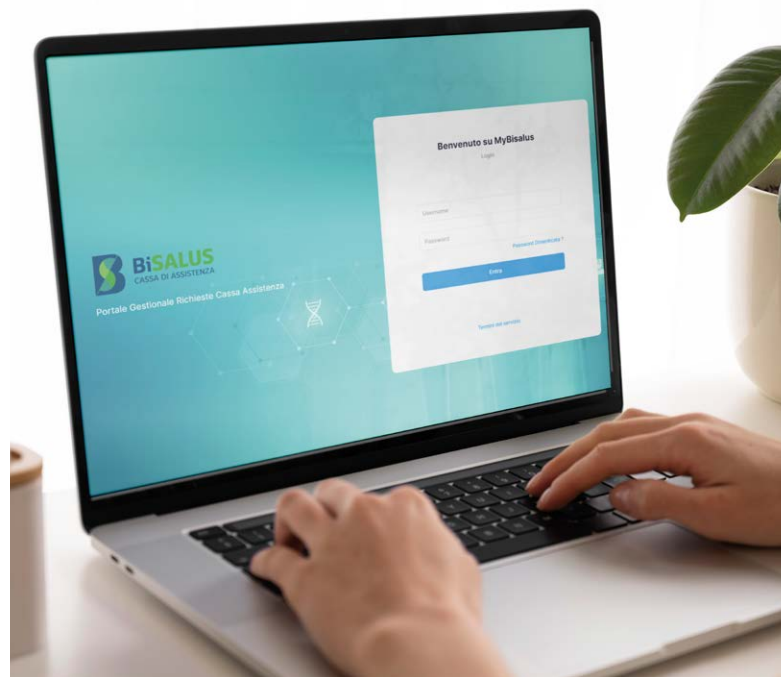 BiSALUS
CASSA DI ASSISTENZA
Portale Gestionale Richieste Cassa Assistenza
Benvenuto su MyBisalus
Login
Username
Password
Password Dimenticata ?
Entra
Termini del servizio